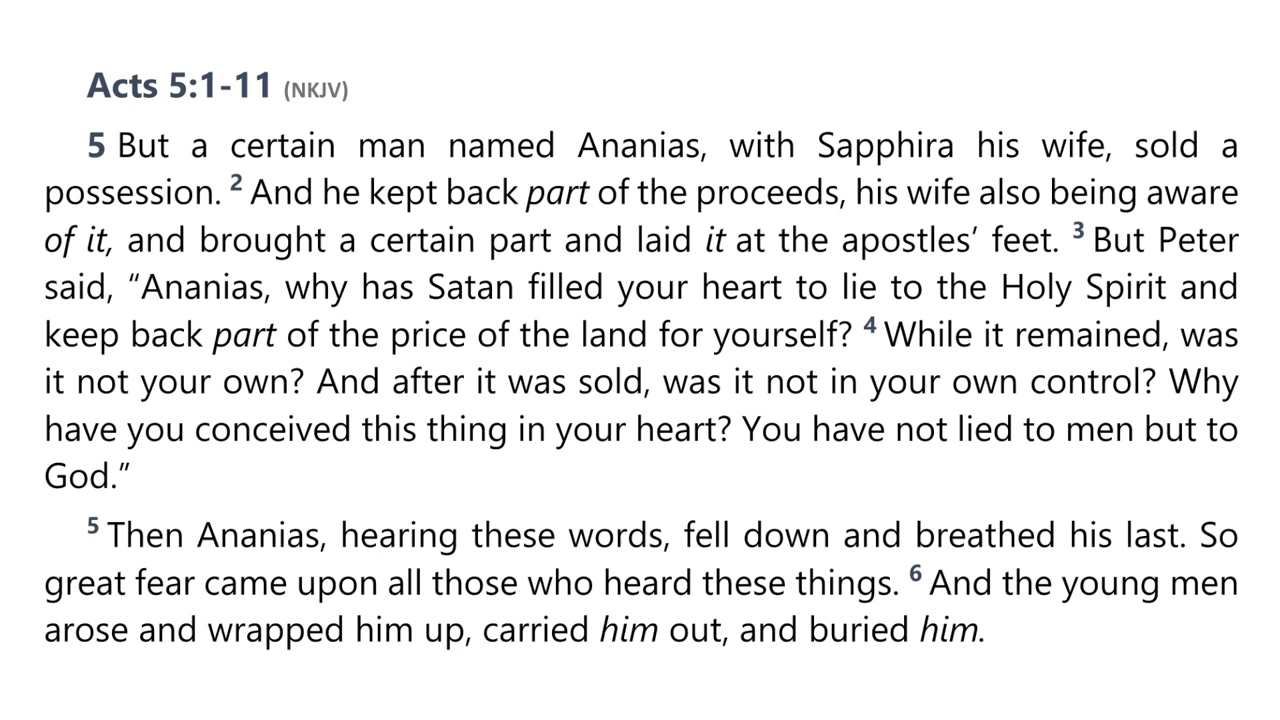 Acts 5:1-11 (NKJV)
5 But a certain man named Ananias, with Sapphira his wife, sold a
possession. 2 And he kept back part of the proceeds, his wife also being aware
of it, and brought a certain part and laid it at the apostles’ feet. 3 But Peter
said, “Ananias, why has Satan filled your heart to lie to the Holy Spirit and
keep back part of the price of the land for yourself? 4 While it remained, was
it not your own? And after it was sold, was it not in your own control? Why
have you conceived this thing in your heart? You have not lied to men but to
God.”
5 Then Ananias, hearing these words, fell down and breathed his last. So
great fear came upon all those who heard these things. 6 And the young men
arose and wrapped him up, carried him out, and buried him.